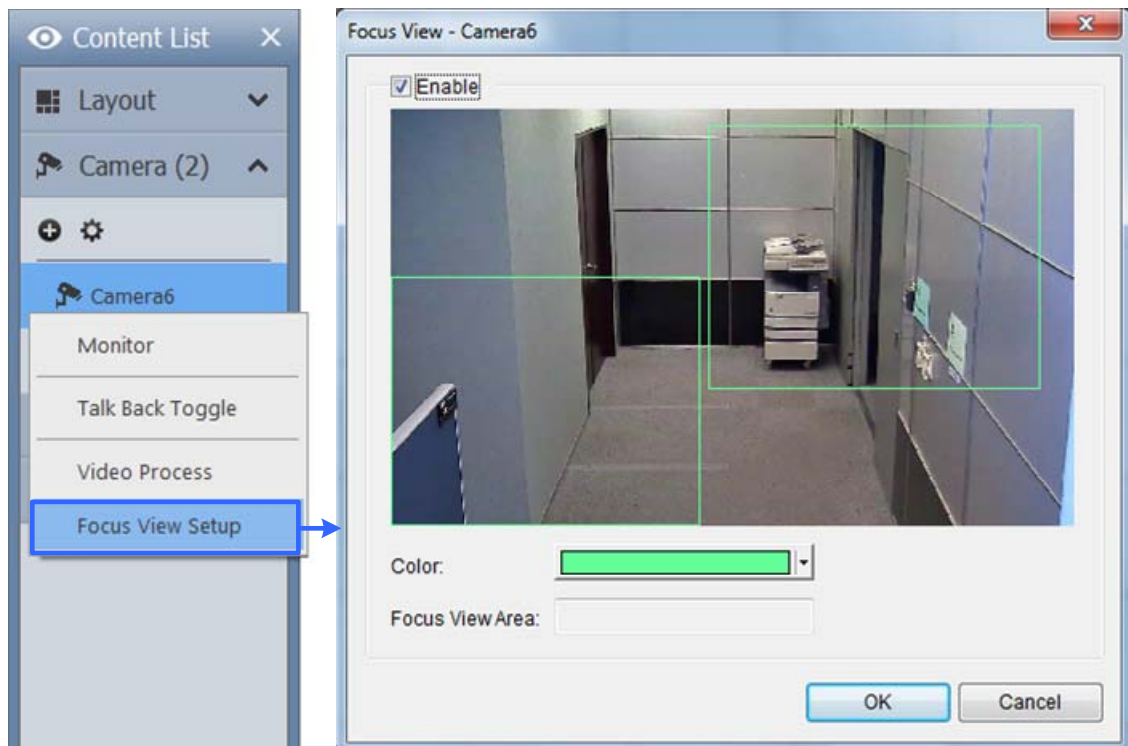 Content List
Layout
Camera (2)
Camera6
Monitor
Talk Back Toggle
Video Process
Focus View Setup
Focus View - Camera6
Enable
Color:
Focus View Area:
OK
Cancel